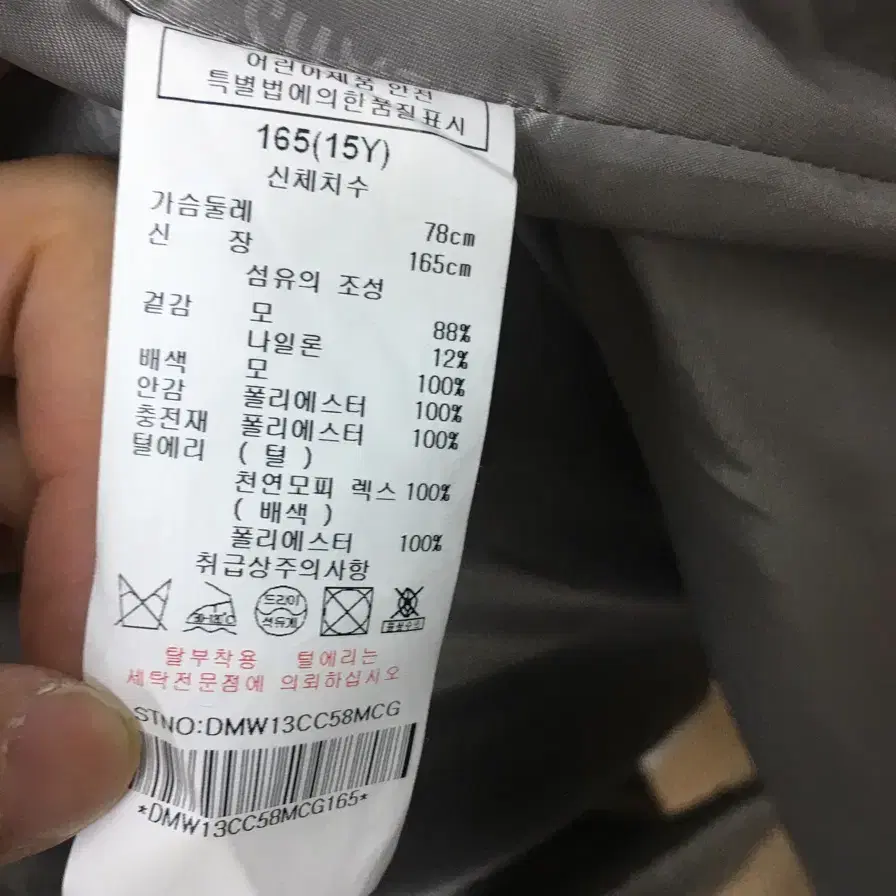 어린이제품 안전
특별법에의한품질표시
165(15Y)
신체치수
가슴둘레 78cm
신 장 165cm
섬유의 조성
겉감 모 88%
나일론 12%
배색 모 100%
안감 폴리에스터 100%
충전재 폴리에스터 100%
털에리 ( 털 )
천연모피 렉스 100%
( 배색 )
폴리에스터 100%
취급상주의사항
드라이
석유계
탈부착용 털에리는
세탁전문점에 의뢰하십시오
STNO:DMW13CC58MCG
*DMW13CC58MCG165*